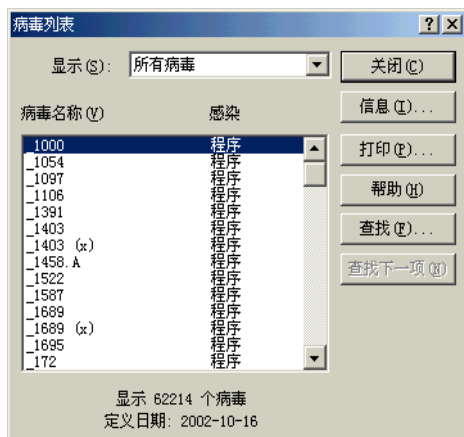 病毒列表
显示(S): 所有病毒
关闭(C)
病毒名称(V) 感染
信息(I)...
_1000 程序
打印(P)...
_1054 程序
_1097 程序
帮助(H)
_1106 程序
_1391 程序
_1403 程序
查找(F)...
_1403 (x) 程序
_1458.A 程序
查找下一项(N)
_1522 程序
_1587 程序
_1689 程序
_1689 (x) 程序
_1695 程序
_172 程序
显示 62214 个病毒
定义日期: 2002-10-16